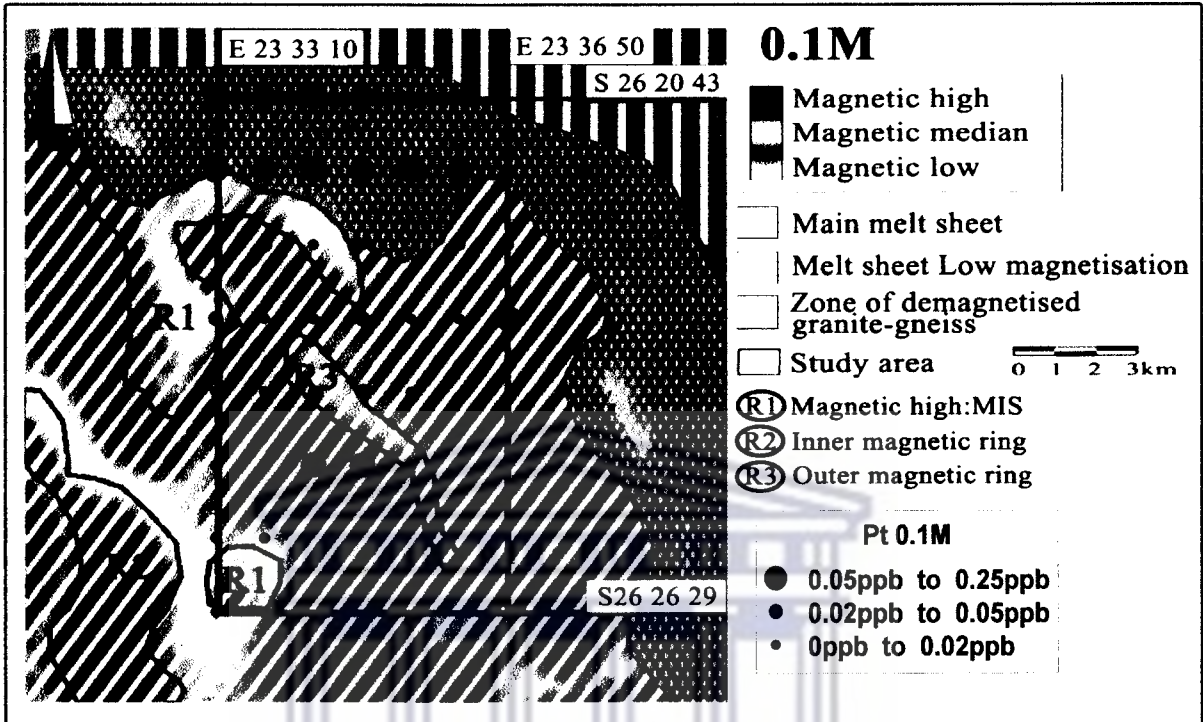 E 23 33 10
E 23 36 50
S 26 20 43
R1
R3
R1
S26 26 29
0.1M
Magnetic high
Magnetic median
Magnetic low
Main melt sheet
Melt sheet Low magnetisation
Zone of demagnetised
granite-gneiss
Study area
0 1 2 3km
R1 Magnetic high:MIS
R2 Inner magnetic ring
R3 Outer magnetic ring
Pt 0.1M
0.05ppb to 0.25ppb
0.02ppb to 0.05ppb
0ppb to 0.02ppb